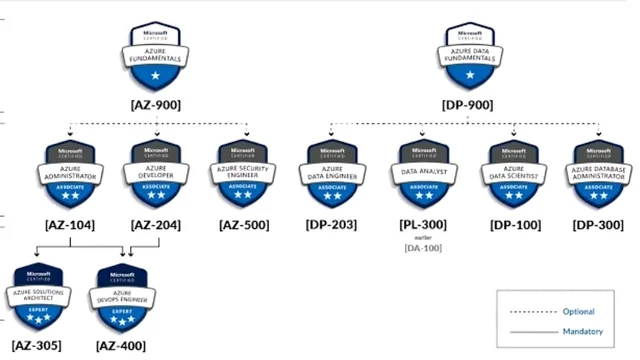 Microsoft
CERTIFIED
AZURE
FUNDAMENTALS
[AZ-900]
Microsoft
CERTIFIED
AZURE DATA
FUNDAMENTALS
[DP-900]
Microsoft
CERTIFIED
AZURE
ADMINISTRATOR
ASSOCIATE
[AZ-104]
Microsoft
CERTIFIED
AZURE
DEVELOPER
ASSOCIATE
[AZ-204]
Microsoft
CERTIFIED
AZURE SECURITY
ENGINEER
ASSOCIATE
[AZ-500]
Microsoft
CERTIFIED
AZURE
DATA ENGINEER
ASSOCIATE
[DP-203]
Microsoft
CERTIFIED
DATA ANALYST
ASSOCIATE
[PL-300]
earlier
[DA-100]
Microsoft
CERTIFIED
AZURE
DATA SCIENTIST
ASSOCIATE
[DP-100]
Microsoft
CERTIFIED
AZURE DATABASE
ADMINISTRATOR
ASSOCIATE
[DP-300]
Microsoft
CERTIFIED
AZURE SOLUTIONS
ARCHITECT
EXPERT
[AZ-305]
Microsoft
CERTIFIED
AZURE
DEVOPS ENGINEER
EXPERT
[AZ-400]
Optional
Mandatory